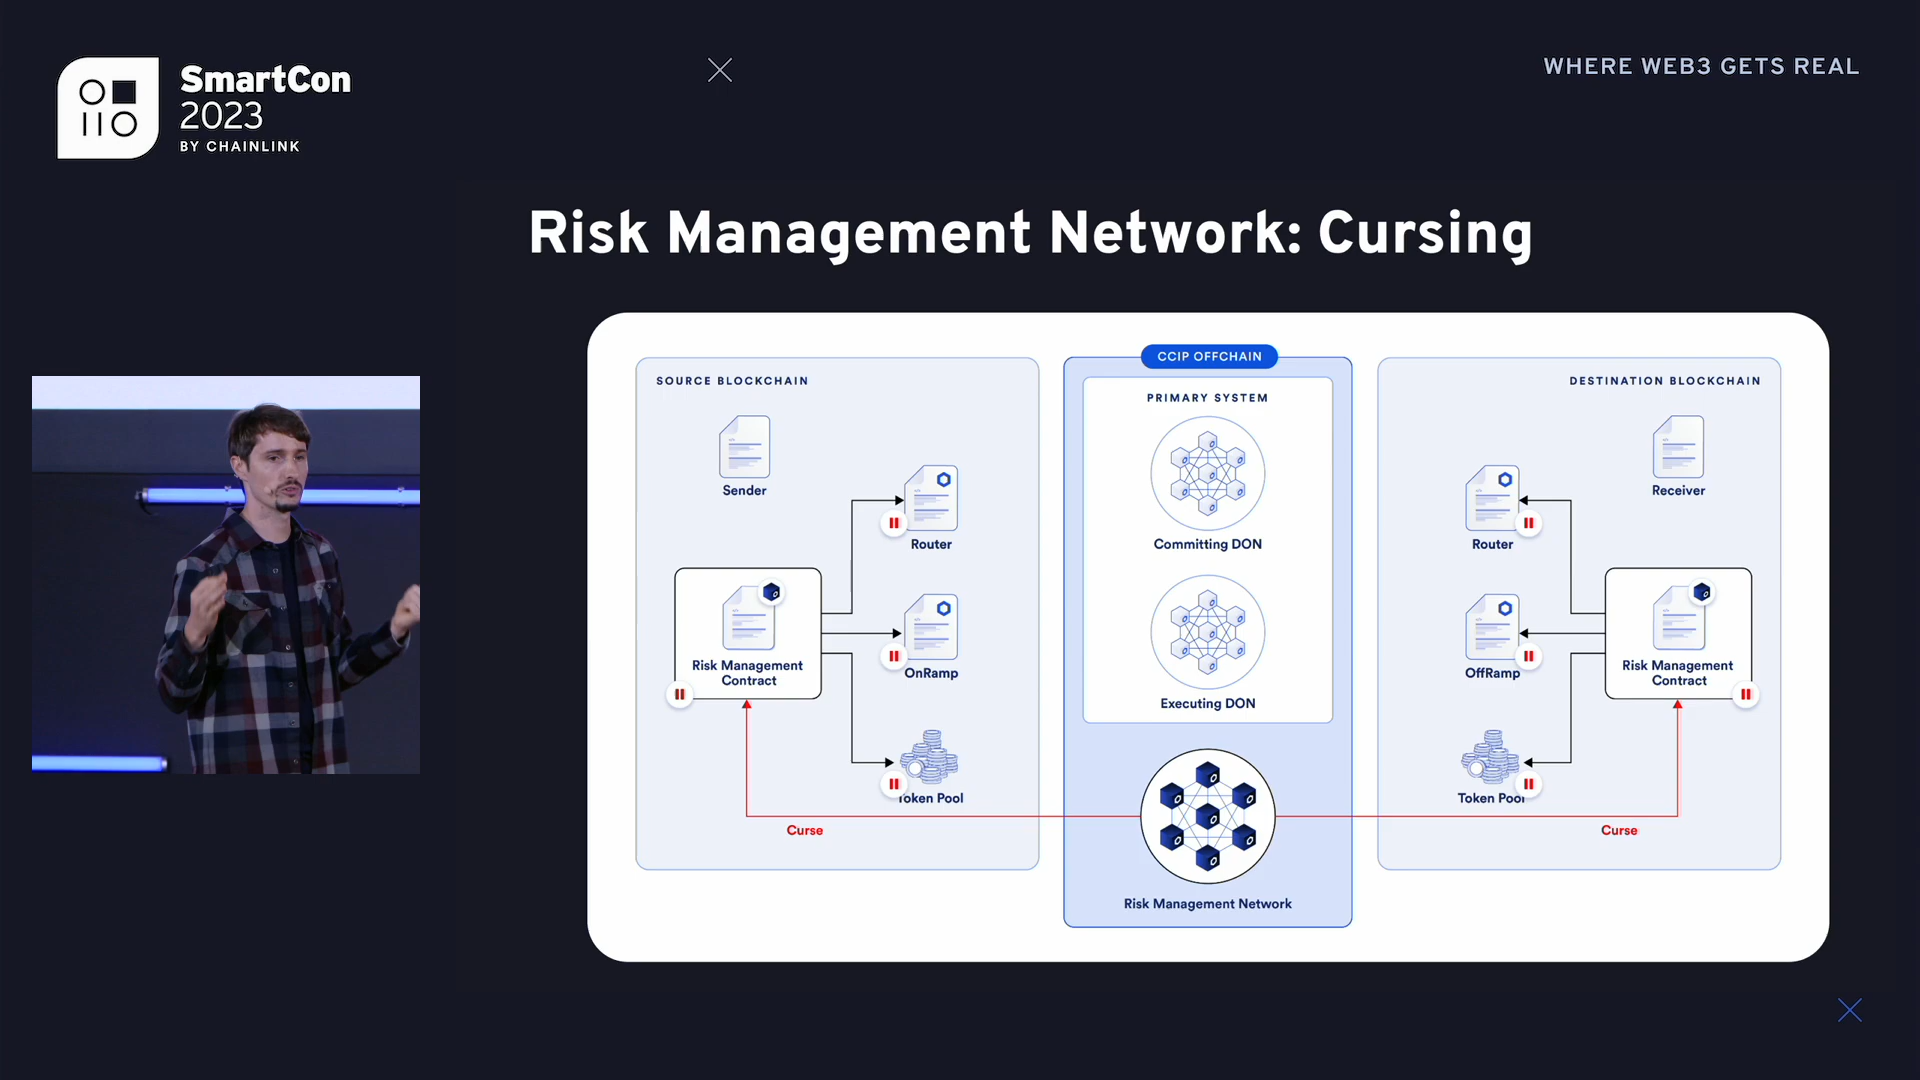 SmartCon
2023
BY CHAINLINK
WHERE WEB3 GETS REAL
Risk Management Network: Cursing
SOURCE BLOCKCHAIN
Sender
Router
Risk Management
Contract
OnRamp
Token Pool
Curse
CCIP OFFCHAIN
PRIMARY SYSTEM
Committing DON
Executing DON
Risk Management Network
DESTINATION BLOCKCHAIN
Receiver
Router
OffRamp
Risk Management
Contract
Token Pool
Curse